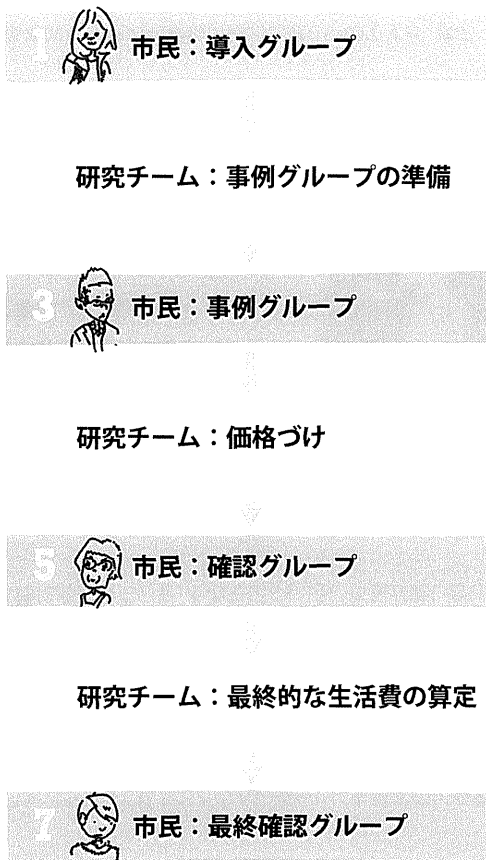 1 市民：導入グループ
研究チーム：事例グループの準備
3 市民：事例グループ
研究チーム：価格づけ
5 市民：確認グループ
研究チーム：最終的な生活費の算定
7 市民：最終確認グループ